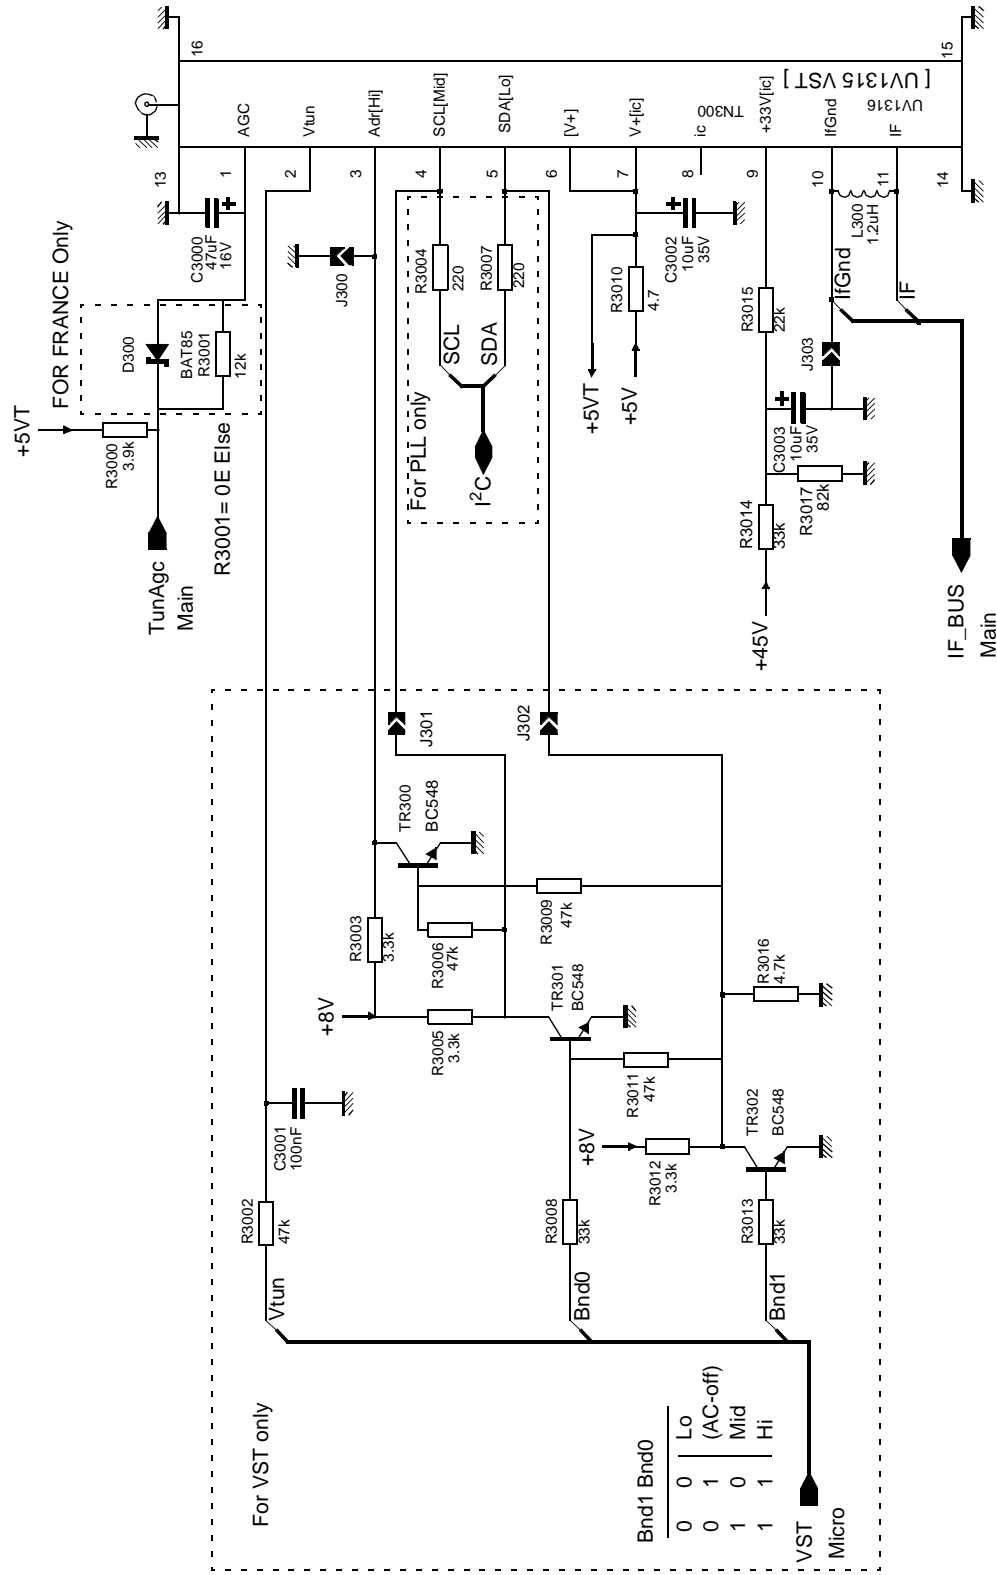 16
15
[ UV1315 VST ]
UV1316
TN300
AGC
Vtun
Adr[Hi]
SCL[Mid]
SDA[Lo]
[V+]
V+[ic]
ic
+33V[ic]
IfGnd
IF
13
1
2
3
4
5
6
7
8
9
10
11
14
C3000
47uF
16V
J300
R3004
220
R3007
220
R3010
4.7
C3002
10uF
35V
R3015
22k
L300
1.2uH
IfGnd
IF
FOR FRANCE Only
D300
BAT85
R3001
12k
SCL
SDA
For PLL only
I²C
+5VT
+5V
J303
C3003
10uF
35V
+5VT
R3000
3.9k
R3001= 0E Else
R3014
33k
R3017
82k
TunAgc
Main
+45V
IF_BUS
Main
J301
J302
TR300
BC548
R3003
3.3k
R3006
47k
R3009
47k
+8V
R3005
3.3k
TR301
BC548
R3016
4.7k
C3001
100nF
R3011
47k
+8V
R3012
3.3k
TR302
BC548
R3002
47k
R3008
33k
R3013
33k
Vtun
Bnd0
Bnd1
For VST only
Bnd1 Bnd0
0 0 Lo
0 1 (AC-off)
1 0 Mid
1 1 Hi
VST
Micro